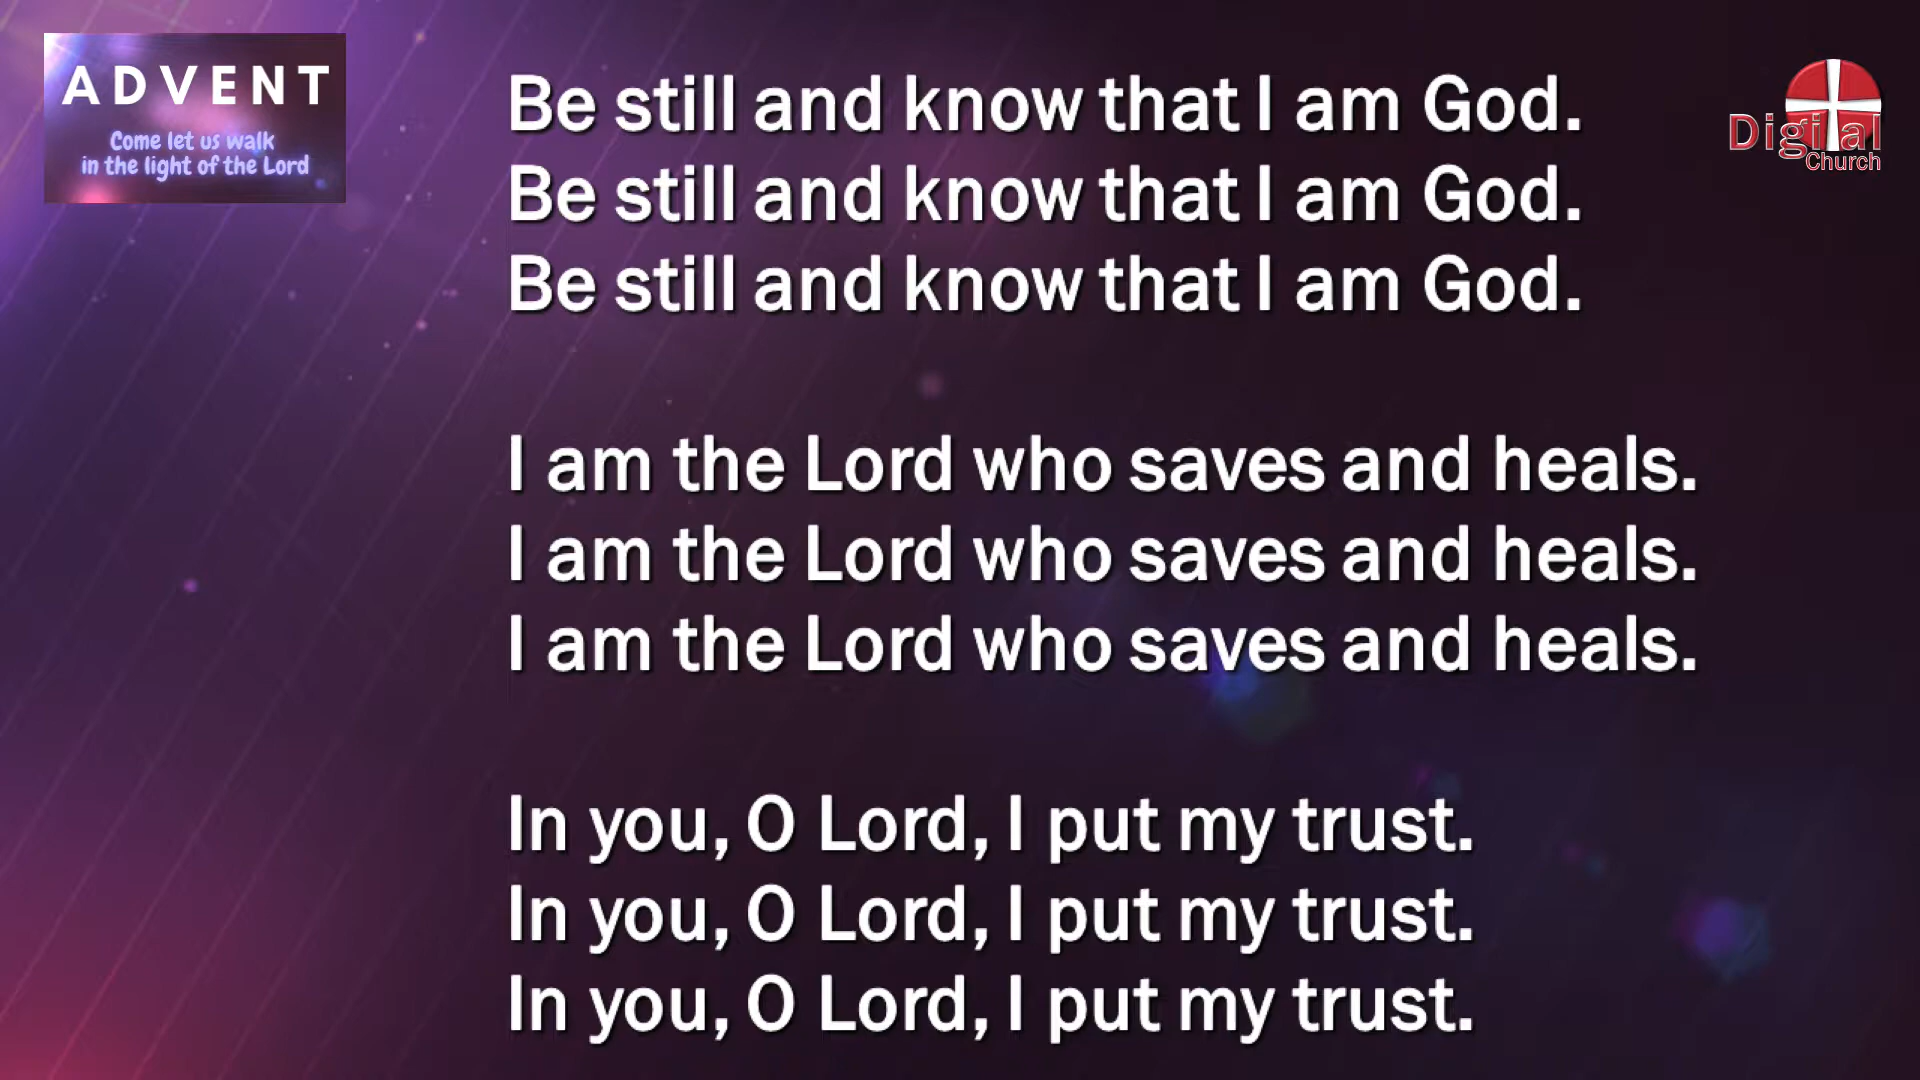 ADVENT
Come let us walk
in the light of the Lord
Be still and know that I am God.
Be still and know that I am God.
Be still and know that I am God.
I am the Lord who saves and heals.
I am the Lord who saves and heals.
I am the Lord who saves and heals.
In you, O Lord, I put my trust.
In you, O Lord, I put my trust.
In you, O Lord, I put my trust.
Digital
Church